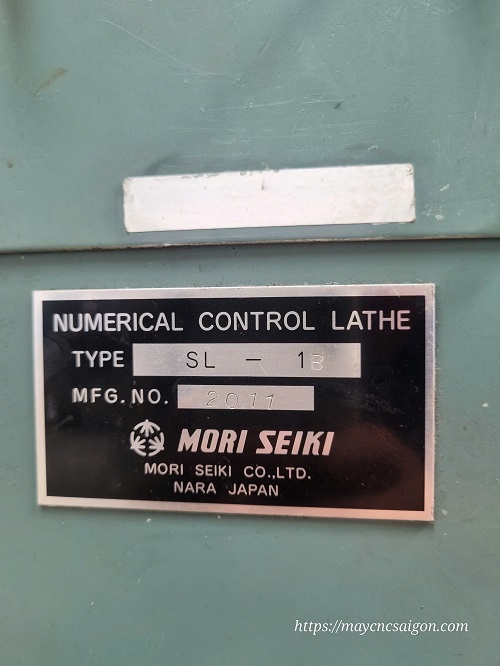 NUMERICAL CONTROL LATHE
TYPE SL - 1B
MFG. NO. 2011
MORI SEIKI
MORI SEIKI CO.,LTD.
NARA JAPAN
https://maycncsaigon.com/